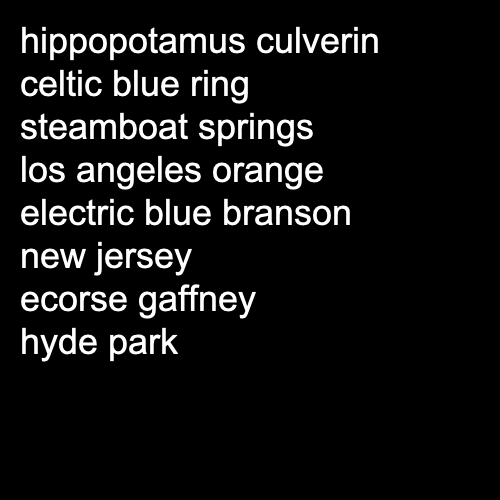 hippopotamus culverin
celtic blue ring
steamboat springs
los angeles orange
electric blue branson
new jersey
ecorse gaffney
hyde park